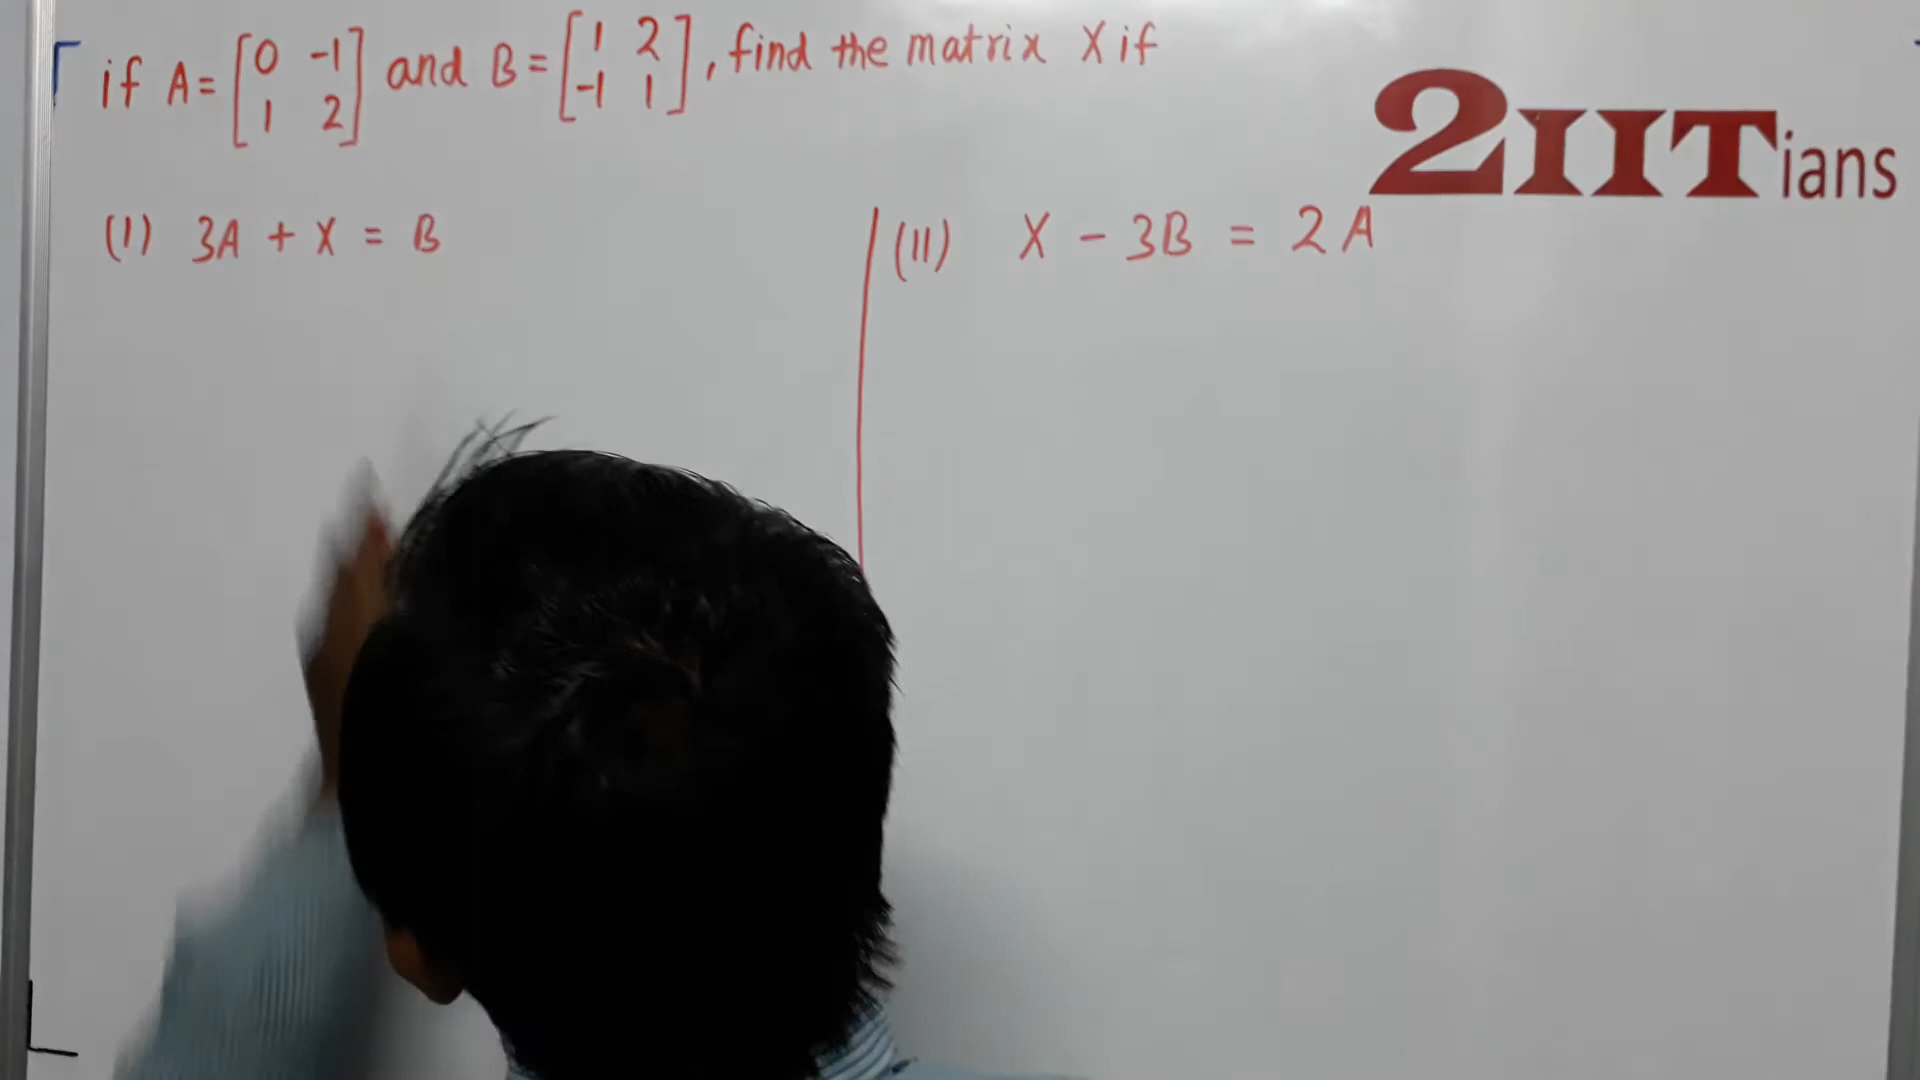 if A = [0 -1 1 2] and B = [1 2 -1 1], find the matrix X if
2IITians
(I) 3A + X = B
(II) X - 3B = 2A